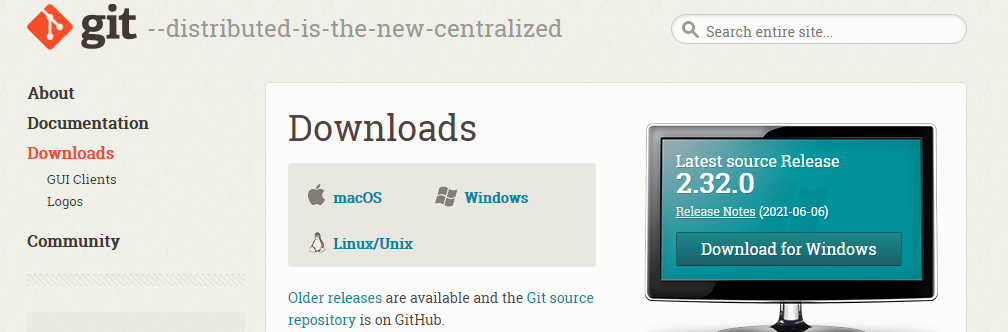 git --distributed-is-the-new-centralized
Search entire site...
About
Documentation
Downloads
GUI Clients
Logos
Community
Downloads
macOS
Windows
Linux/Unix
Older releases are available and the Git source
repository is on GitHub.
Latest source Release
2.32.0
Release Notes (2021-06-06)
Download for Windows